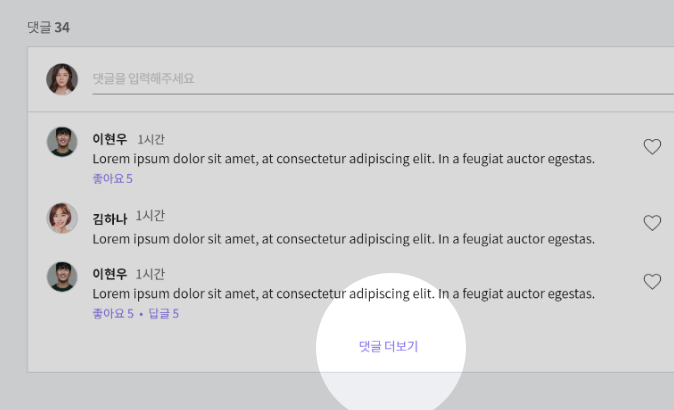 댓글 34
댓글을 입력해주세요
이현우 1시간
Lorem ipsum dolor sit amet, at consectetur adipiscing elit. In a feugiat auctor egestas.
좋아요 5
김하나 1시간
Lorem ipsum dolor sit amet, at consectetur adipiscing elit. In a feugiat auctor egestas.
이현우 1시간
Lorem ipsum dolor sit amet, at consectetur adipiscing elit. In a feugiat auctor egestas.
좋아요 5 • 답글 5
댓글 더보기